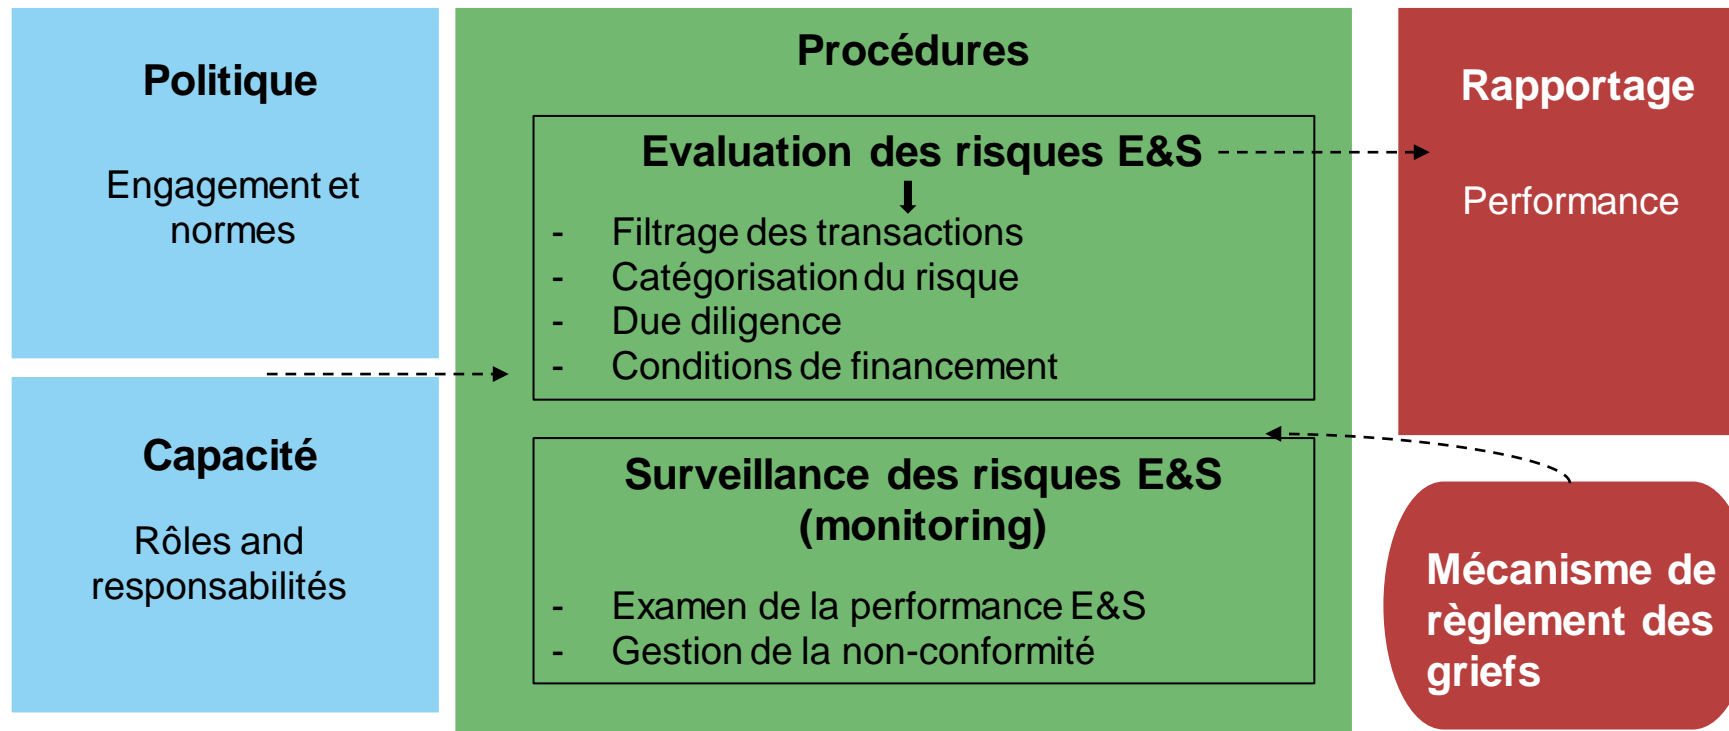 Politique
Engagement et
normes
Capacité
Rôles and
responsabilités
Procédures
Evaluation des risques E&S
- Filtrage des transactions
- Catégorisation du risque
- Due diligence
- Conditions de financement
Surveillance des risques E&S
(monitoring)
- Examen de la performance E&S
- Gestion de la non-conformité
Rapportage
Performance
Mécanisme de
règlement des
griefs